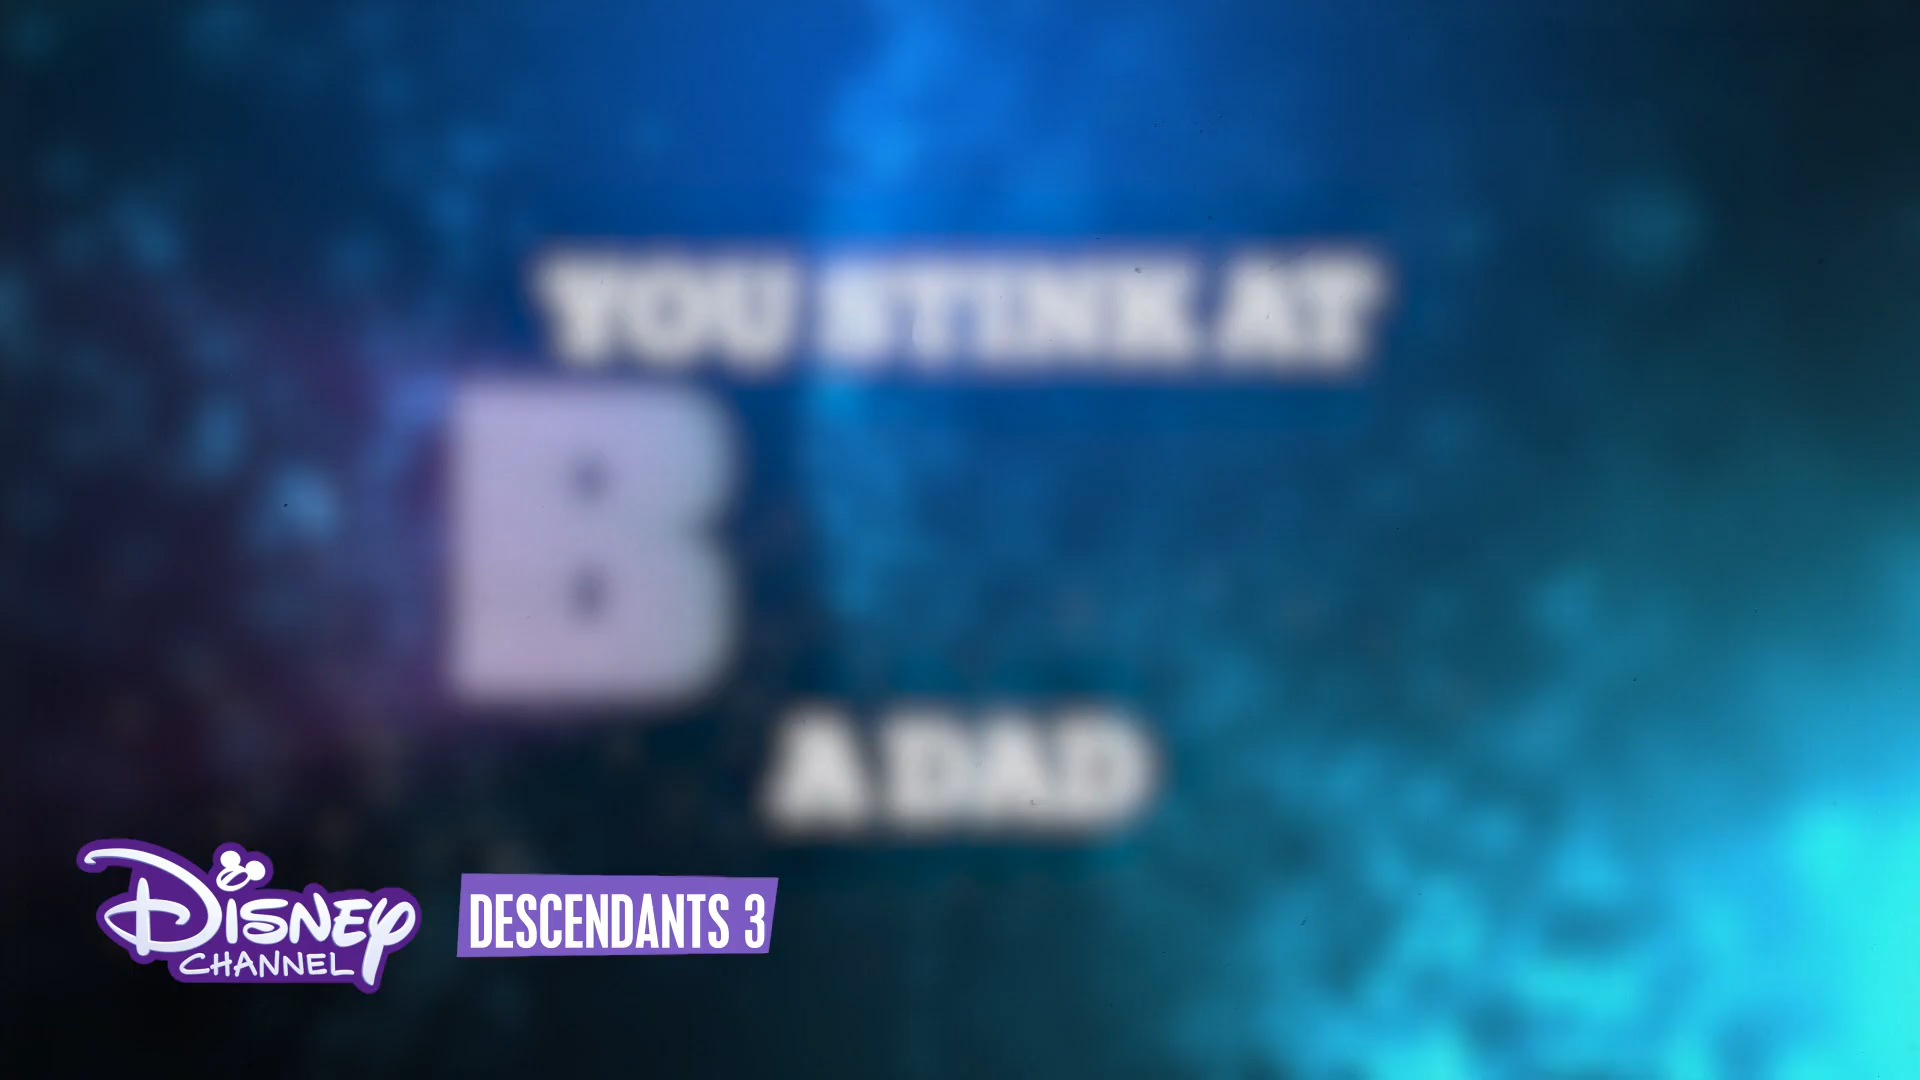 YOU STINK AT
B
A DAD
Disney
CHANNEL
DESCENDANTS 3